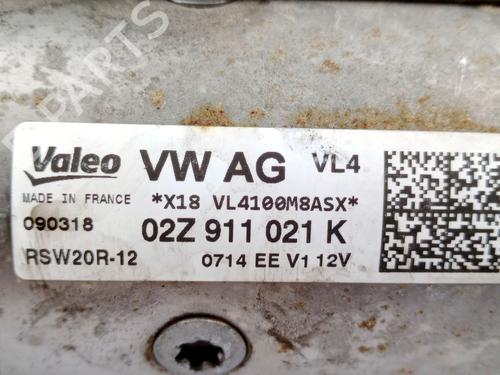 Valeo VW AG VL4
MADE IN FRANCE *X18 VL4100M8ASX*
090318 02Z 911 021 K
RSW20R-12 0714 EE V1 12V